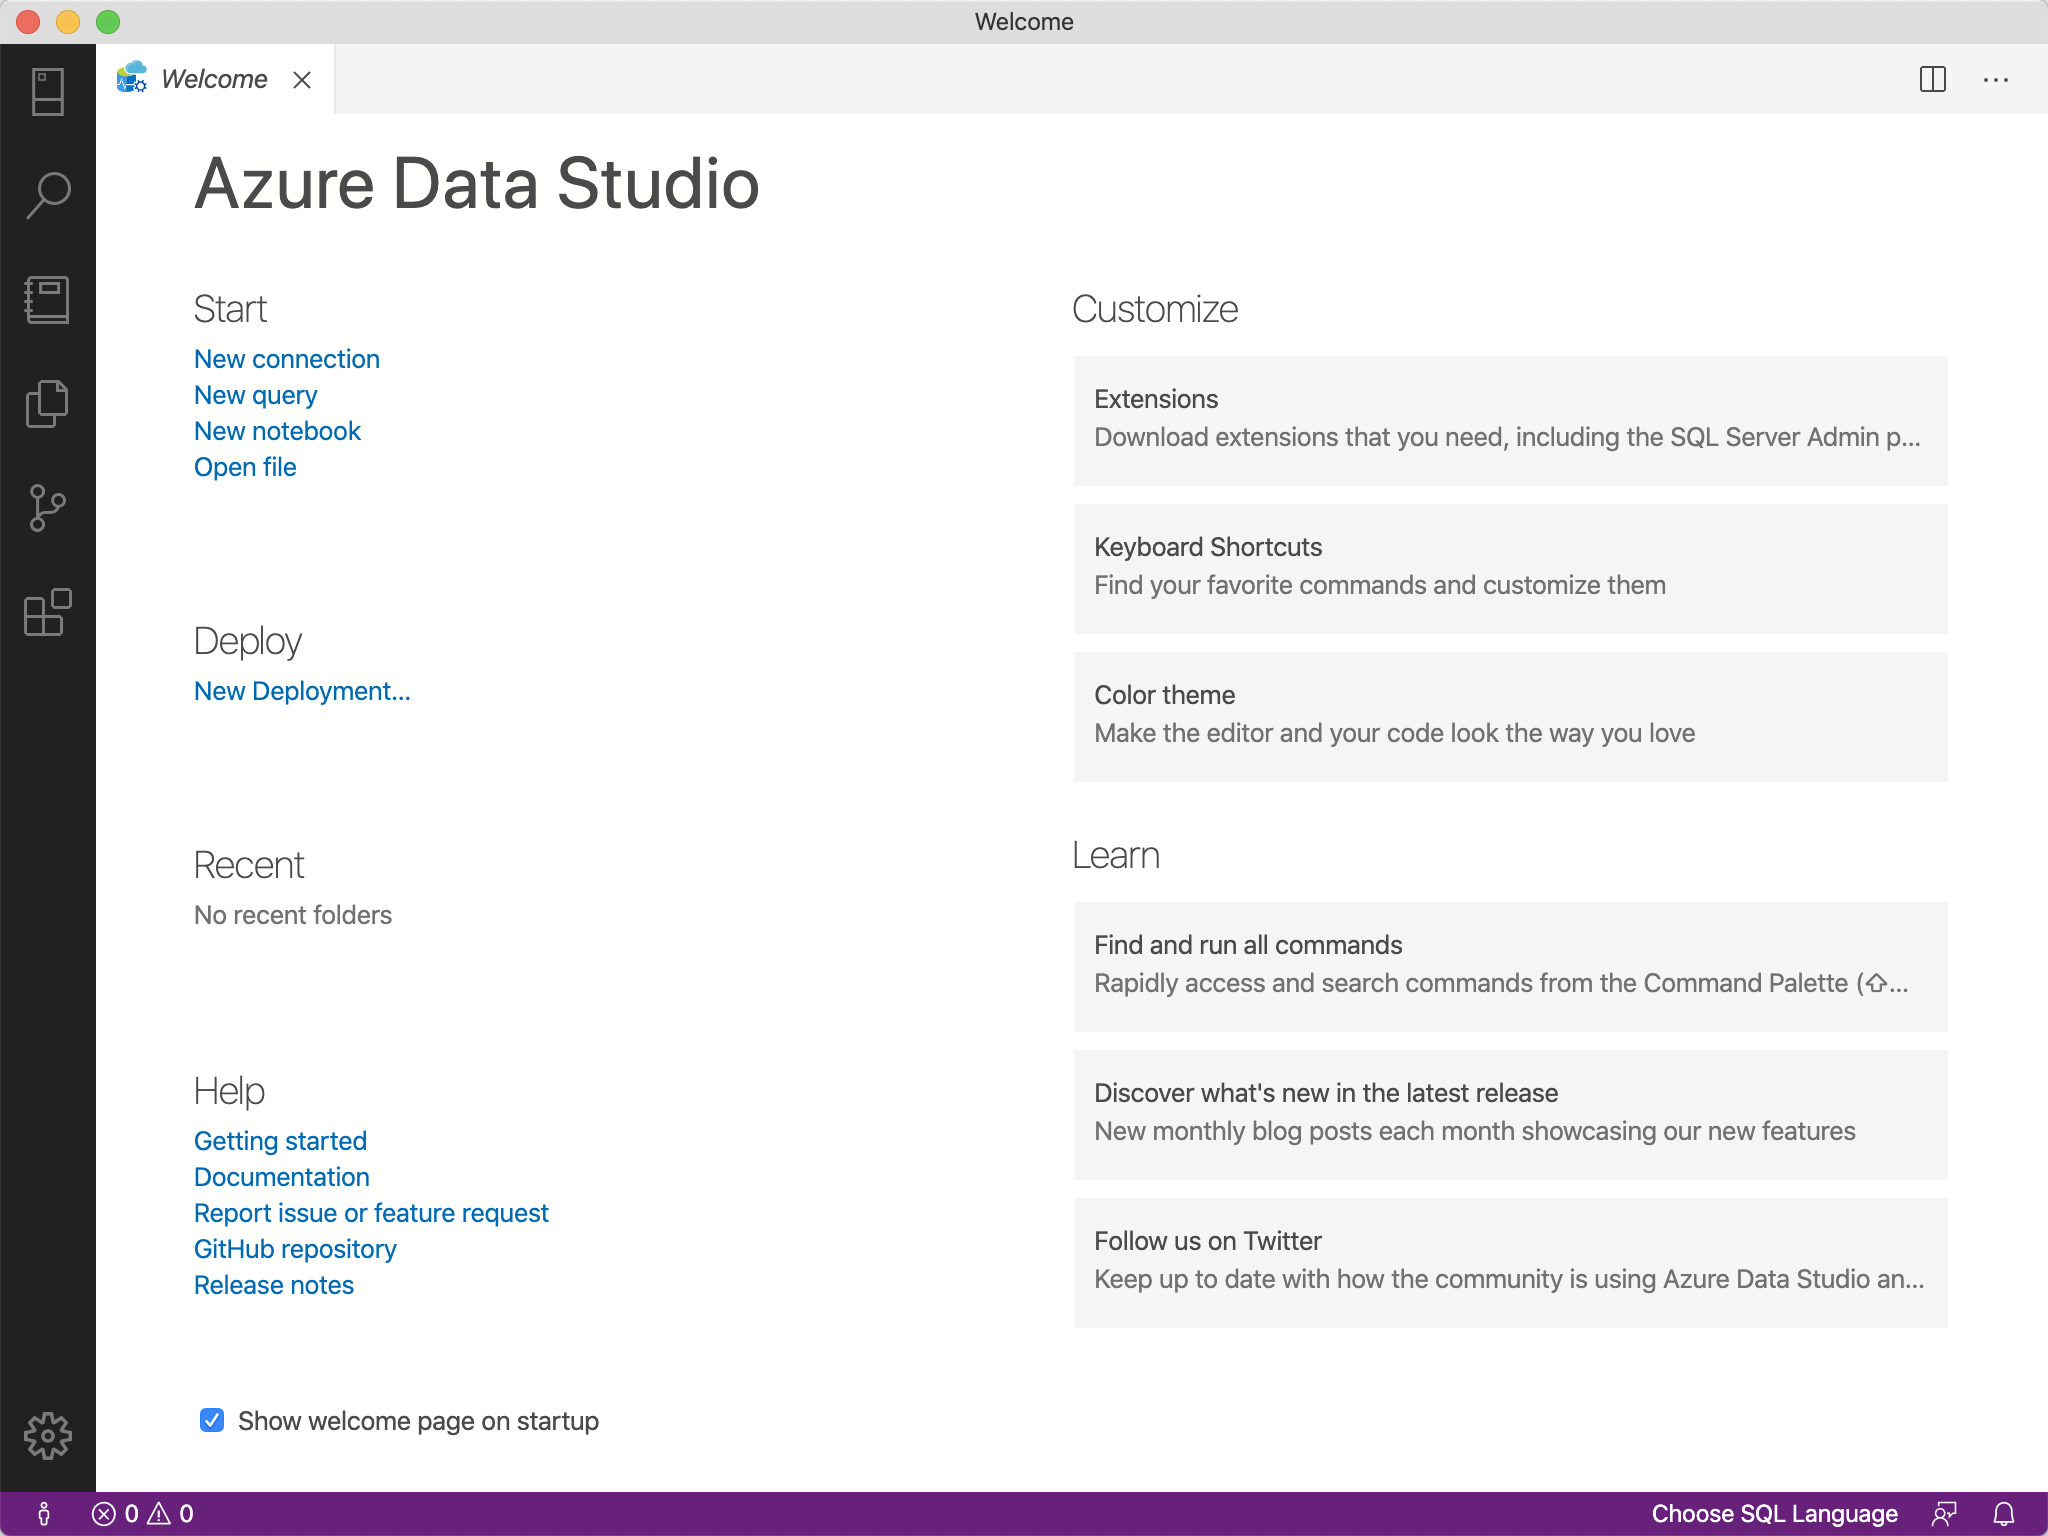 Welcome
Welcome
Azure Data Studio
Start
New connection
New query
New notebook
Open file
Deploy
New Deployment...
Recent
No recent folders
Help
Getting started
Documentation
Report issue or feature request
GitHub repository
Release notes
Show welcome page on startup
Customize
Extensions
Download extensions that you need, including the SQL Server Admin p...
Keyboard Shortcuts
Find your favorite commands and customize them
Color theme
Make the editor and your code look the way you love
Learn
Find and run all commands
Rapidly access and search commands from the Command Palette (⇧...
Discover what's new in the latest release
New monthly blog posts each month showcasing our new features
Follow us on Twitter
Keep up to date with how the community is using Azure Data Studio an...
0 0
Choose SQL Language